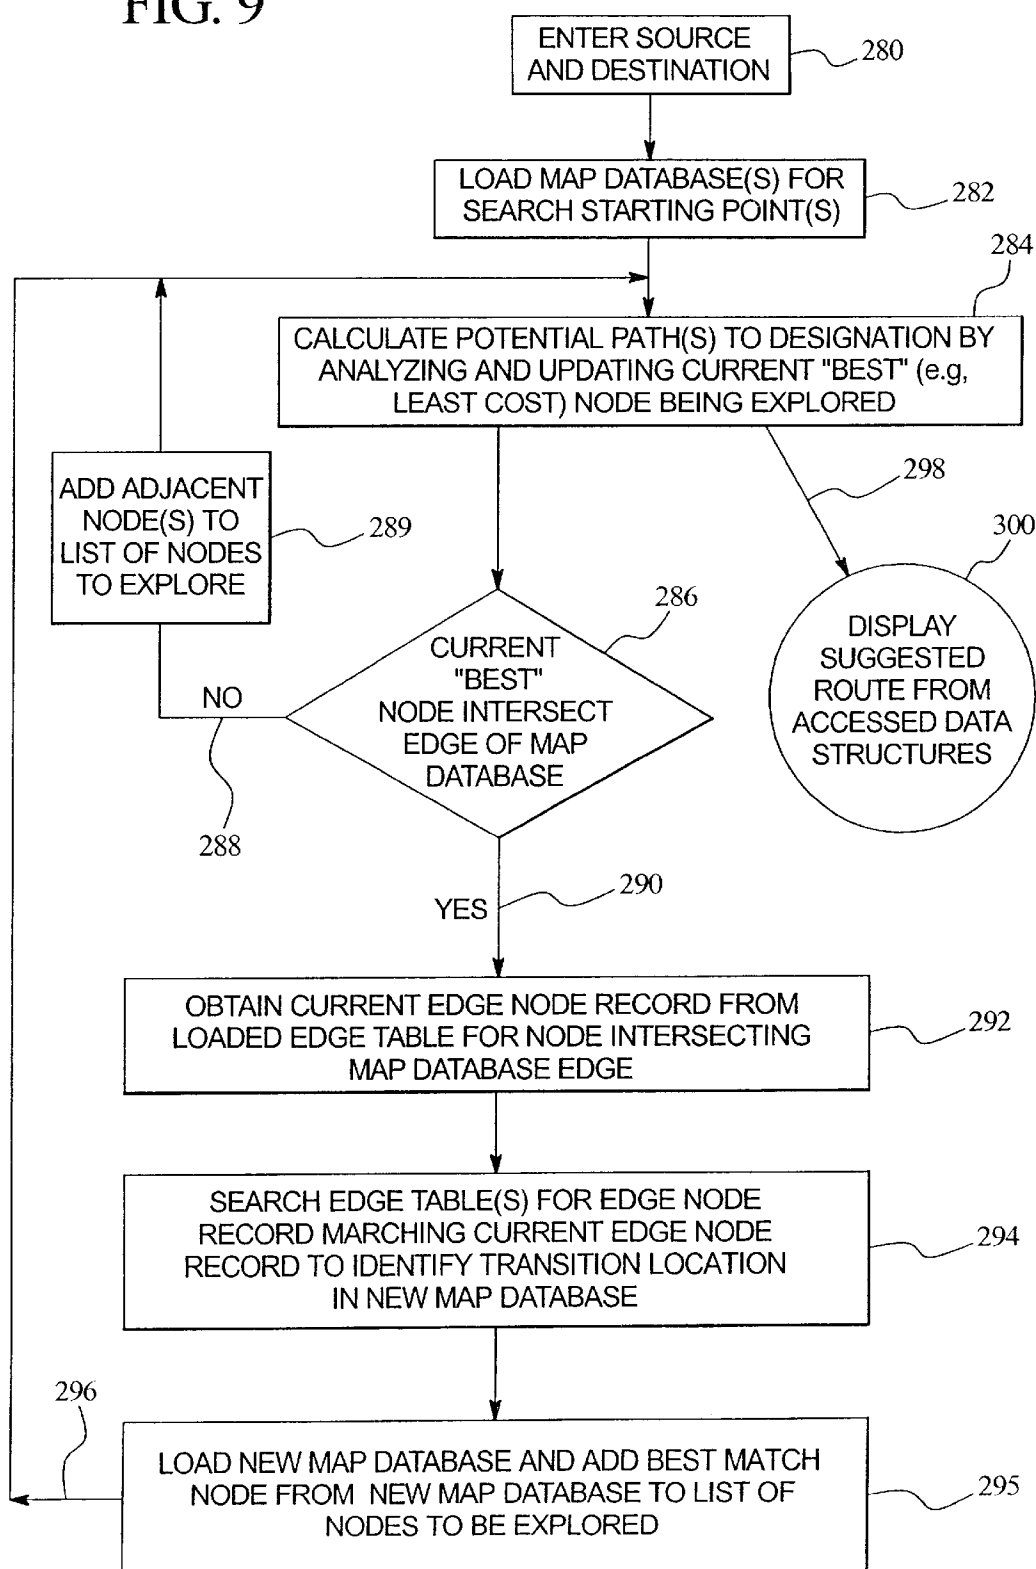 FIG. 9
ENTER SOURCE
AND DESTINATION
280
LOAD MAP DATABASE(S) FOR
SEARCH STARTING POINT(S)
282
284
CALCULATE POTENTIAL PATH(S) TO DESIGNATION BY
ANALYZING AND UPDATING CURRENT "BEST" (e.g,
LEAST COST) NODE BEING EXPLORED
298
300
ADD ADJACENT
NODE(S) TO
LIST OF NODES
TO EXPLORE
289
286
CURRENT
"BEST"
NODE INTERSECT
EDGE OF MAP
DATABASE
DISPLAY
SUGGESTED
ROUTE FROM
ACCESSED DATA
STRUCTURES
NO
288
290
YES
OBTAIN CURRENT EDGE NODE RECORD FROM
LOADED EDGE TABLE FOR NODE INTERSECTING
MAP DATABASE EDGE
292
SEARCH EDGE TABLE(S) FOR EDGE NODE
RECORD MARCHING CURRENT EDGE NODE
RECORD TO IDENTIFY TRANSITION LOCATION
IN NEW MAP DATABASE
294
296
LOAD NEW MAP DATABASE AND ADD BEST MATCH
NODE FROM NEW MAP DATABASE TO LIST OF
NODES TO BE EXPLORED
295